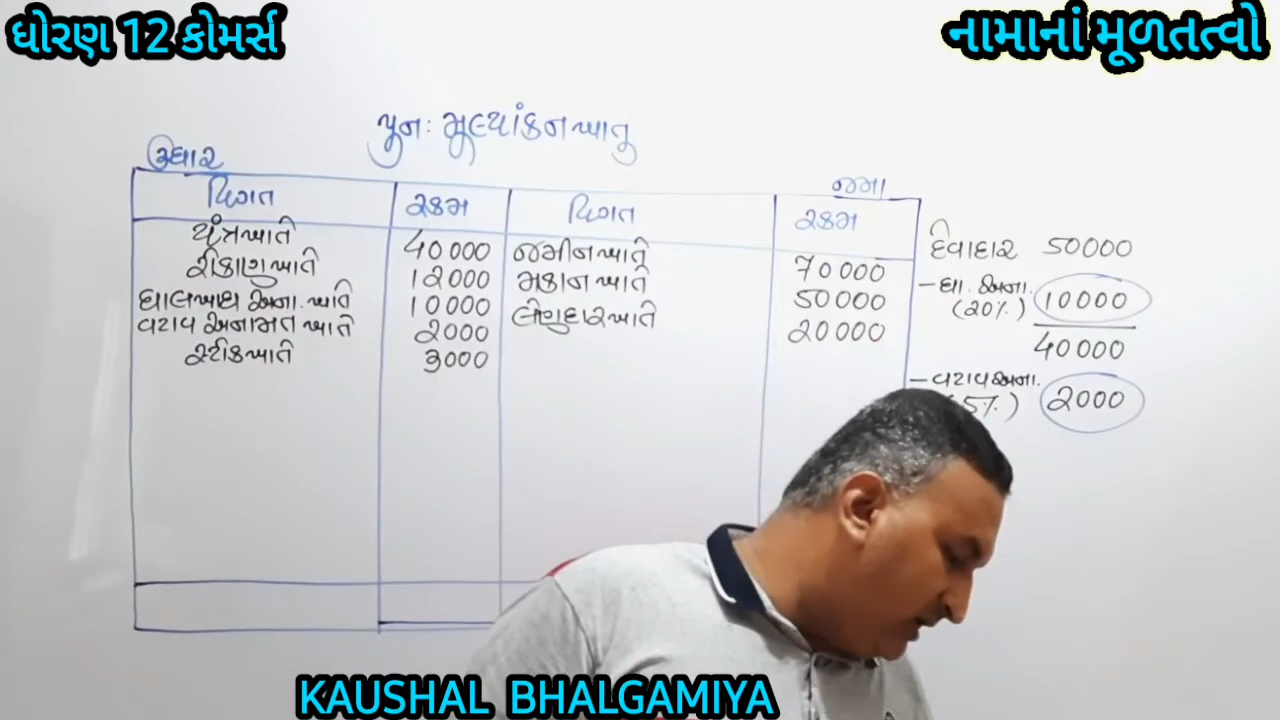 ધોરણ 12 કોમર્સ
નામાનાં મૂળતત્વો
પુનઃ મૂલ્યાંકન ખાતુ
ઉધાર
જમા
વિગત રકમ વિગત રકમ
યંત્ર ખાતે 40000 જમીન ખાતે 70000
રોકાણ ખાતે 12000 મકાન ખાતે 50000
ઘાલખાધ અના. ખાતે 10000 લેણદાર ખાતે 20000
વટાવ અનામત ખાતે 2000
સ્ટોક ખાતે 3000
દેવાદાર 50000
- ઘા. અના. (20%) 10000
40000
- વટાવ અના. 5%) 2000
KAUSHAL BHALGAMIYA